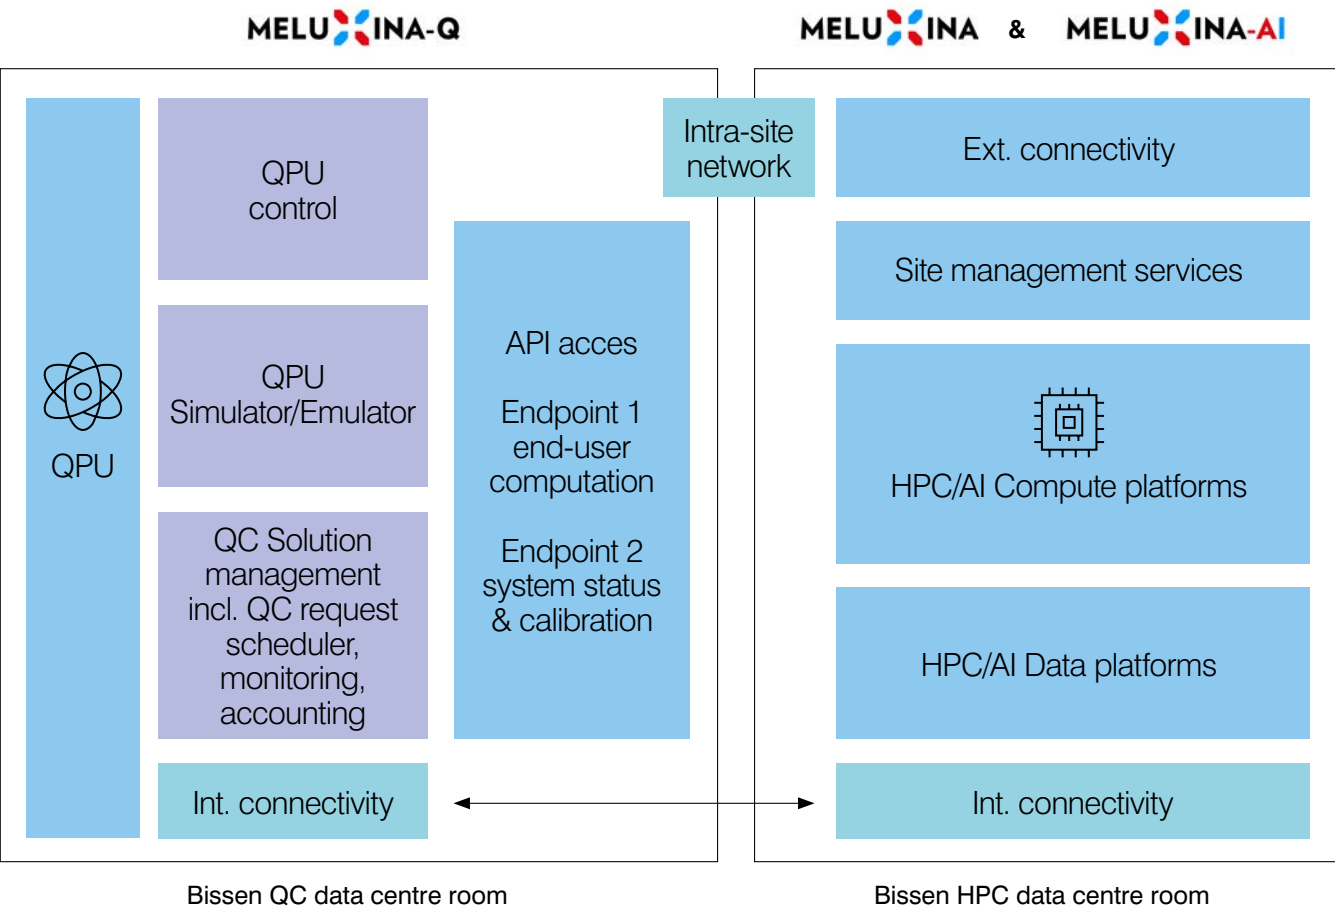 MELUXINA-Q
MELUXINA & MELUXINA-AI
QPU
QPU
control
QPU
Simulator/Emulator
QC Solution
management
incl. QC request
scheduler,
monitoring,
accounting
Int. connectivity
API acces
Endpoint 1
end-user
computation
Endpoint 2
system status
& calibration
Intra-site
network
Ext. connectivity
Site management services
HPC/AI Compute platforms
HPC/AI Data platforms
Int. connectivity
Bissen QC data centre room
Bissen HPC data centre room